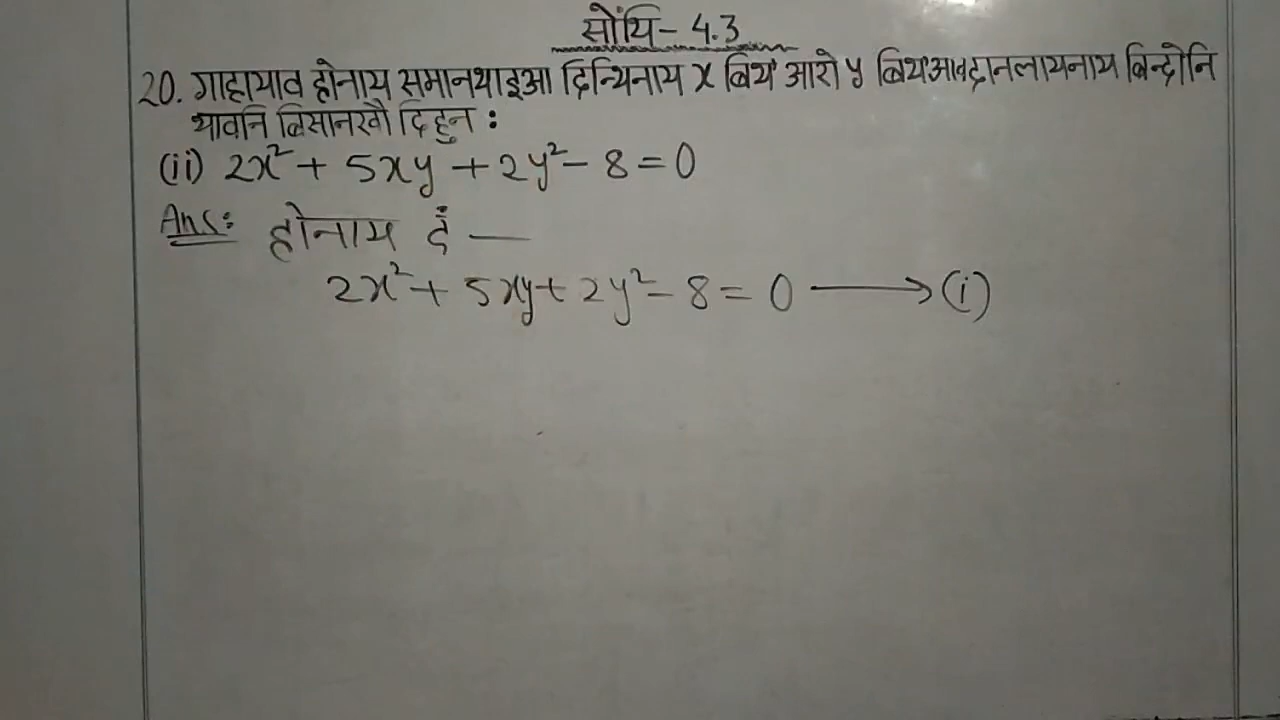 सोंथि- 4.3
20. गाहायाव होनाय समानथाइआ दिन्थिनाय x बिथ' आरो y बिथ'आव ट्रानलायनाय बिन्दोनि
थावनि बिसानखौ दिहुन :
(ii) 2x² + 5xy + 2y² - 8 = 0
Ans: होनाय दं —
2x² + 5xy + 2y² - 8 = 0 ⟶ (i)